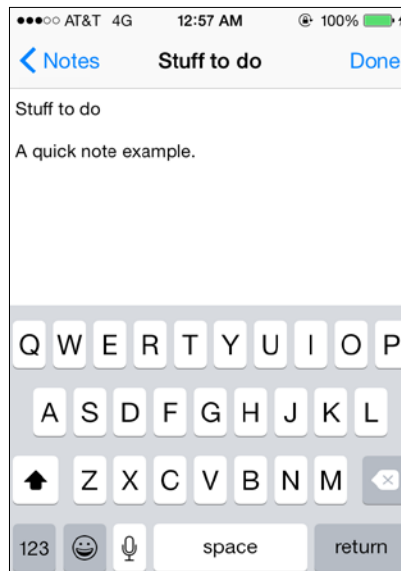 AT&T 4G 12:57 AM 100%
Notes Stuff to do Done
Stuff to do
A quick note example.
Q W E R T Y U I O P
A S D F G H J K L
Z X C V B N M
123 space return